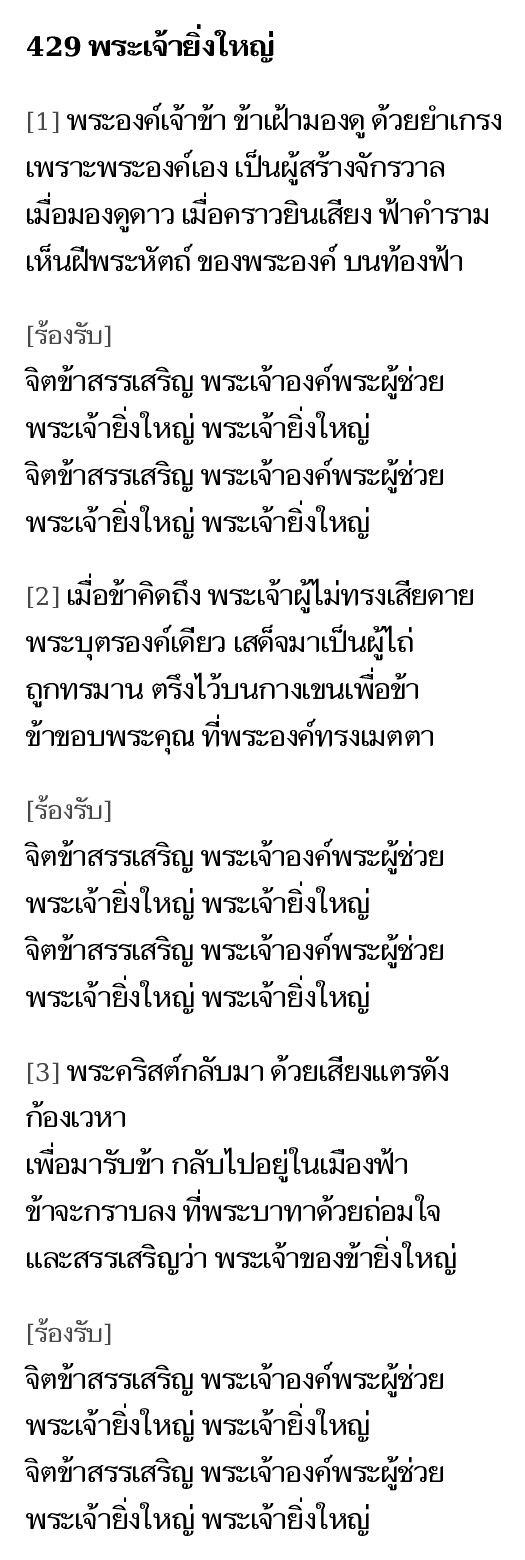 429 พระเจ้ายิ่งใหญ่
[1] พระองค์เจ้าข้า ข้าเฝ้ามองดู ด้วยยำเกรง
เพราะพระองค์เอง เป็นผู้สร้างจักรวาล
เมื่อมองดูดาว เมื่อคราวยินเสียง ฟ้าคำราม
เห็นฝีพระหัตถ์ ของพระองค์ บนท้องฟ้า
[ร้องรับ]
จิตข้าสรรเสริญ พระเจ้าองค์พระผู้ช่วย
พระเจ้ายิ่งใหญ่ พระเจ้ายิ่งใหญ่
จิตข้าสรรเสริญ พระเจ้าองค์พระผู้ช่วย
พระเจ้ายิ่งใหญ่ พระเจ้ายิ่งใหญ่
[2] เมื่อข้าคิดถึง พระเจ้าผู้ไม่ทรงเสียดาย
พระบุตรองค์เดียว เสด็จมาเป็นผู้ไถ่
ถูกทรมาน ตรึงไว้บนกางเขนเพื่อข้า
ข้าขอบพระคุณ ที่พระองค์ทรงเมตตา
[ร้องรับ]
จิตข้าสรรเสริญ พระเจ้าองค์พระผู้ช่วย
พระเจ้ายิ่งใหญ่ พระเจ้ายิ่งใหญ่
จิตข้าสรรเสริญ พระเจ้าองค์พระผู้ช่วย
พระเจ้ายิ่งใหญ่ พระเจ้ายิ่งใหญ่
[3] พระคริสต์กลับมา ด้วยเสียงแตรดัง
ก้องเวหา
เพื่อมารับข้า กลับไปอยู่ในเมืองฟ้า
ข้าจะกราบลง ที่พระบาทาด้วยถ่อมใจ
และสรรเสริญว่า พระเจ้าของข้ายิ่งใหญ่
[ร้องรับ]
จิตข้าสรรเสริญ พระเจ้าองค์พระผู้ช่วย
พระเจ้ายิ่งใหญ่ พระเจ้ายิ่งใหญ่
จิตข้าสรรเสริญ พระเจ้าองค์พระผู้ช่วย
พระเจ้ายิ่งใหญ่ พระเจ้ายิ่งใหญ่